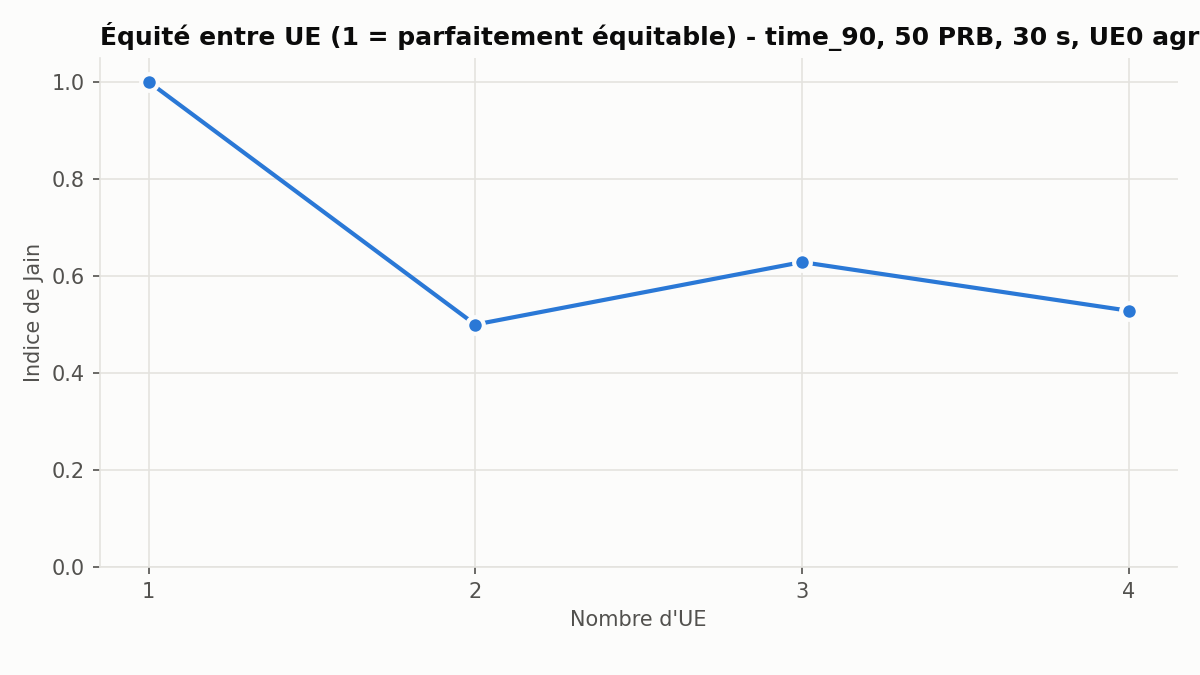 Équité entre UE (1 = parfaitement équitable) - time_90, 50 PRB, 30 s, UE0 agr
1.0
0.8
0.6
0.4
0.2
0.0
Indice de Jain
1 2 3 4
Nombre d'UE